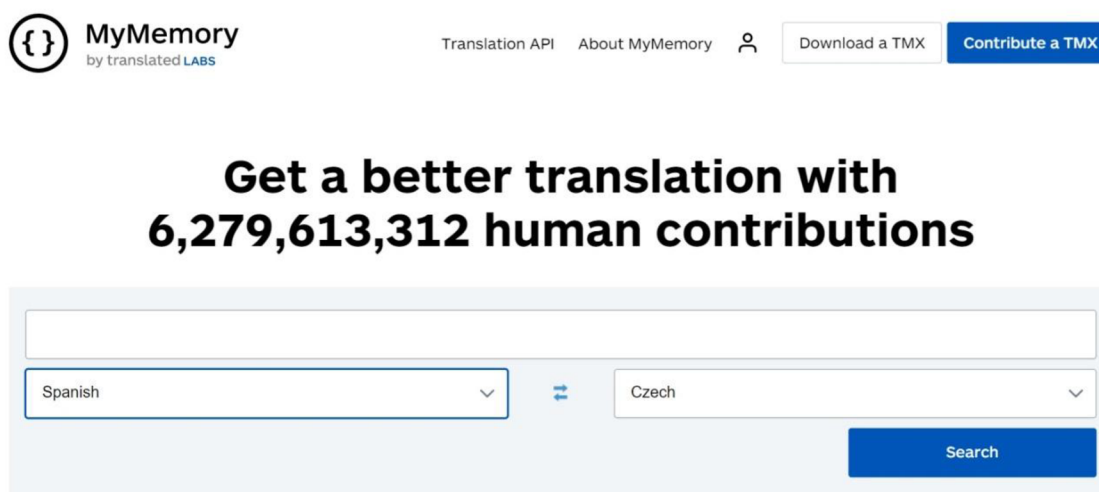 {} MyMemory
by translated LABS
Translation API About MyMemory Download a TMX Contribute a TMX
Get a better translation with
6,279,613,312 human contributions
Spanish Czech
Search